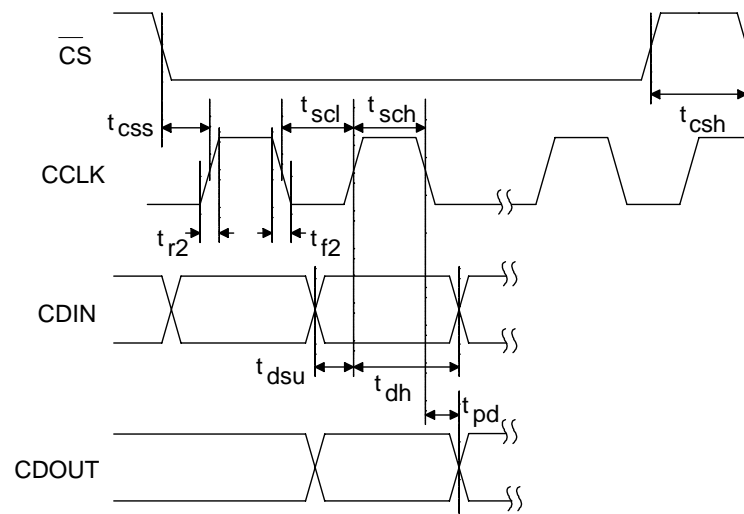 CS
t css
t scl
t sch
t csh
CCLK
t r2
t f2
CDIN
t dsu
t dh
t pd
CDOUT